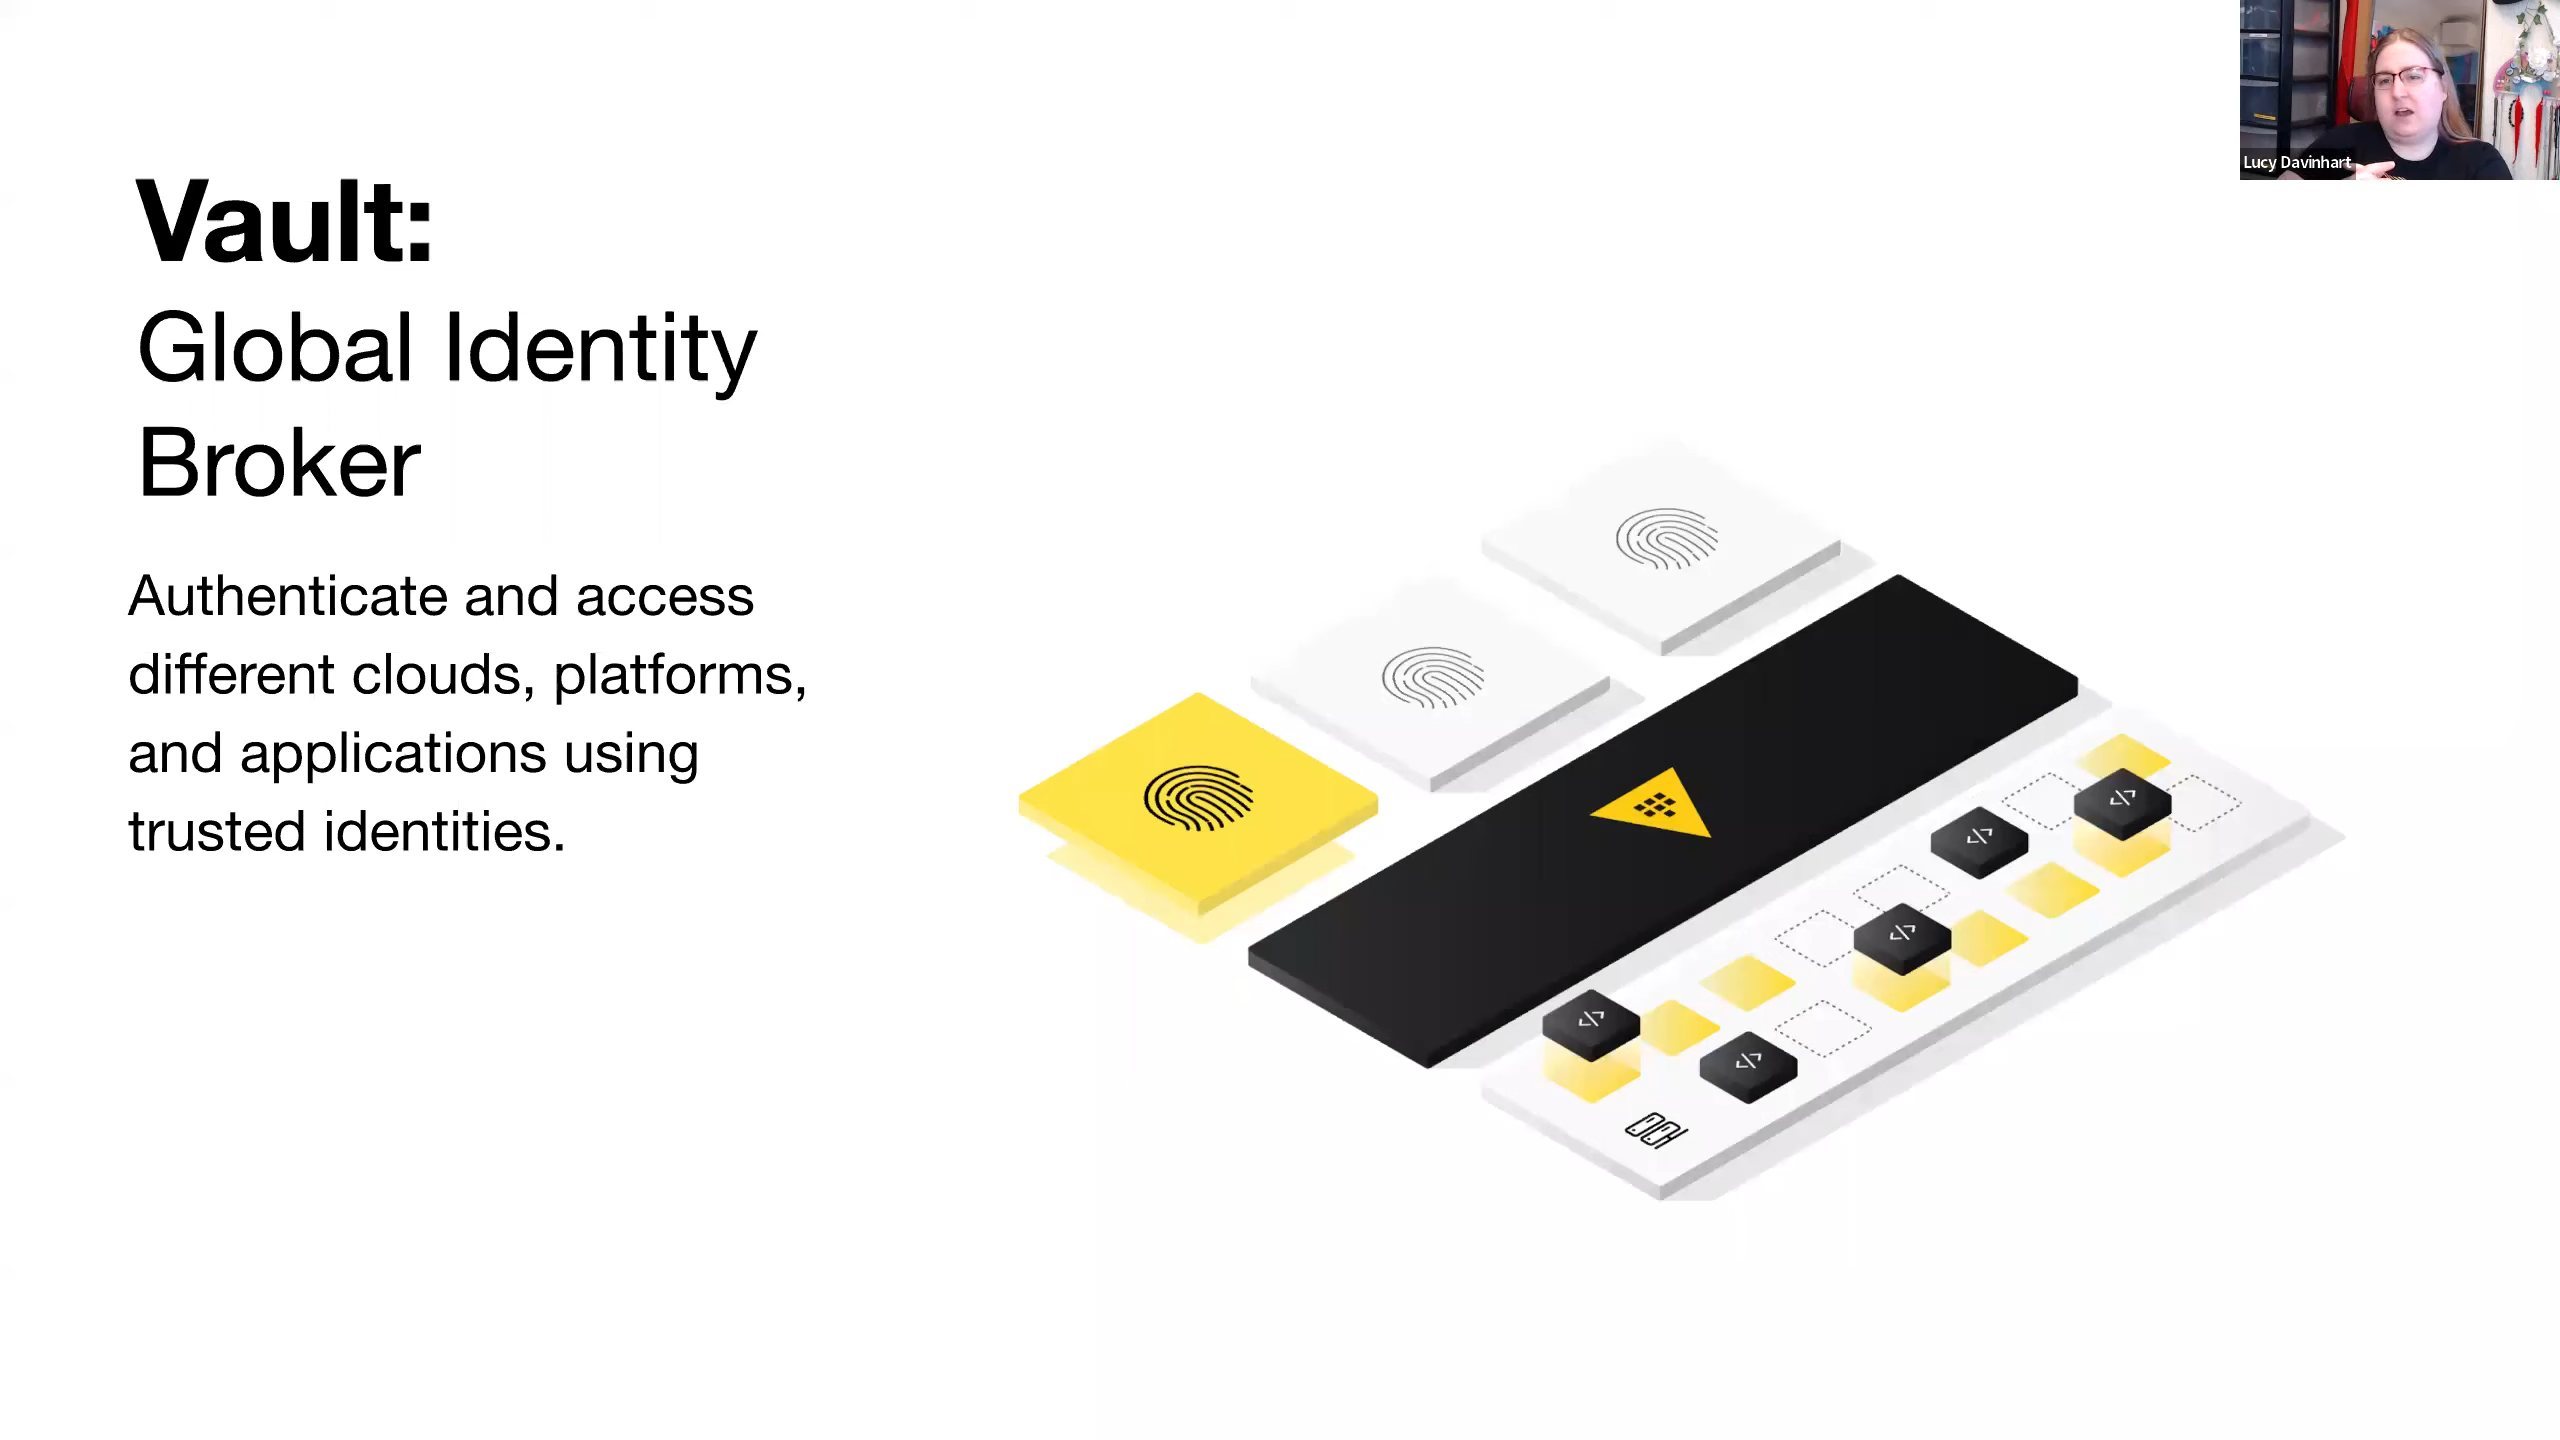 Vault:
Global Identity
Broker
Authenticate and access
different clouds, platforms,
and applications using
trusted identities.
Lucy Davinhart